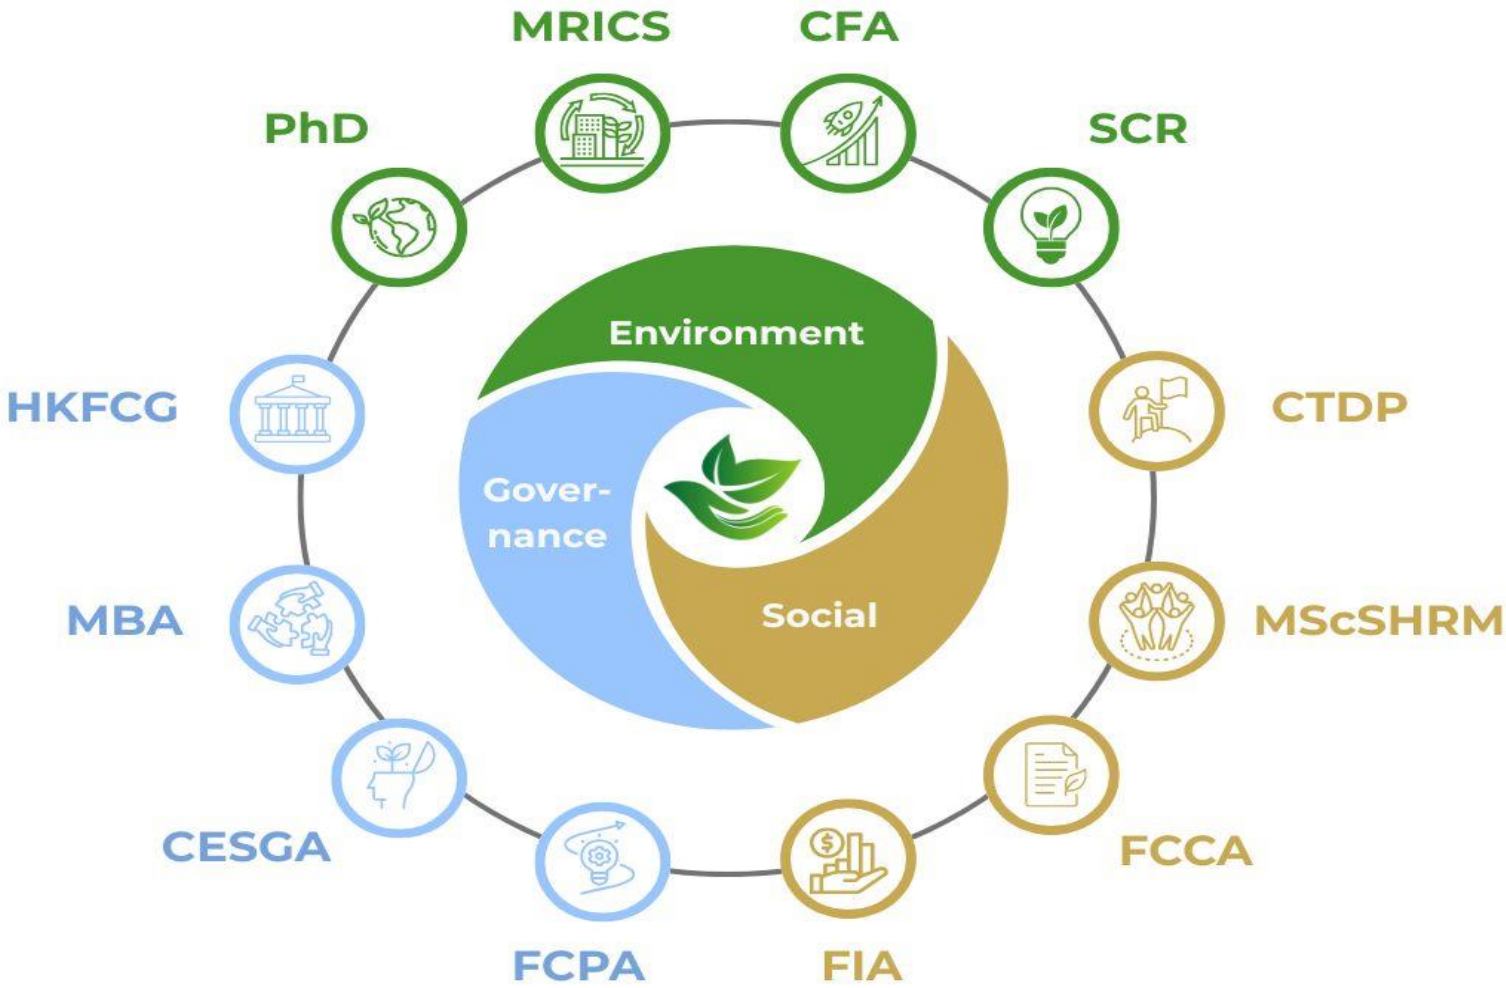 MRICS
CFA
PhD
SCR
Environment
HKFCG
CTDP
Gover-
nance
MBA
Social
MScSHRM
CESGA
FCCA
FCPA
FIA
$